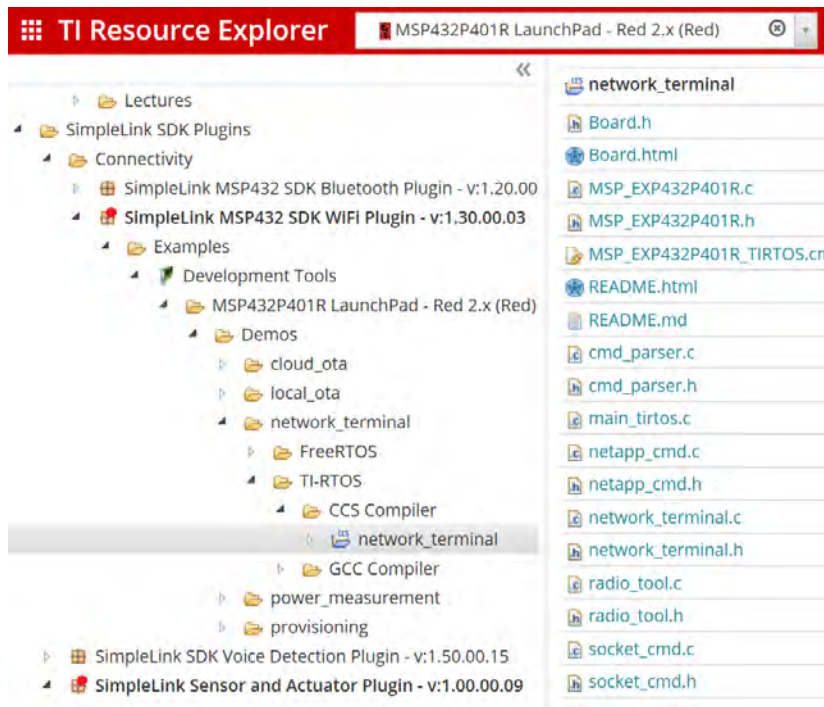 TI Resource Explorer
MSP432P401R LaunchPad - Red 2.x (Red)
Lectures
SimpleLink SDK Plugins
Connectivity
SimpleLink MSP432 SDK Bluetooth Plugin - v:1.20.00
SimpleLink MSP432 SDK WiFi Plugin - v:1.30.00.03
Examples
Development Tools
MSP432P401R LaunchPad - Red 2.x (Red)
Demos
cloud_ota
local_ota
network_terminal
FreeRTOS
TI-RTOS
CCS Compiler
network_terminal
GCC Compiler
power_measurement
provisioning
SimpleLink SDK Voice Detection Plugin - v:1.50.00.15
SimpleLink Sensor and Actuator Plugin - v:1.00.00.09
network_terminal
Board.h
Board.html
MSP_EXP432P401R.c
MSP_EXP432P401R.h
MSP_EXP432P401R_TIRTOS.cm
README.html
README.md
cmd_parser.c
cmd_parser.h
main_tirtos.c
netapp_cmd.c
netapp_cmd.h
network_terminal.c
network_terminal.h
radio_tool.c
radio_tool.h
socket_cmd.c
socket_cmd.h